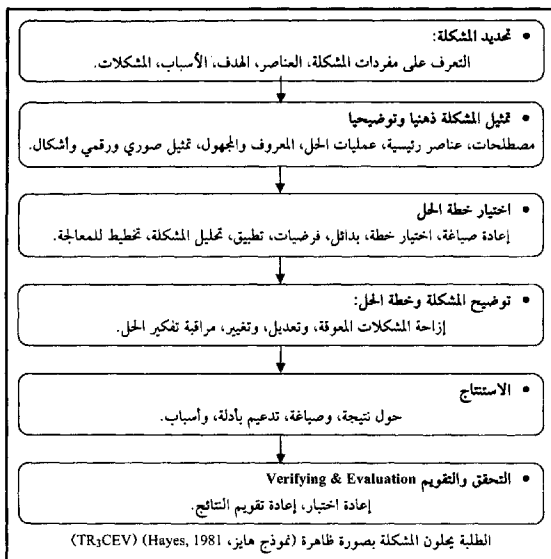 • تحديد المشكلة:
التعرف على مفردات المشكلة، العناصر، الهدف، الأسباب، المشكلات.
• تمثيل المشكلة ذهنيا وتوضيحيا
مصطلحات، عناصر رئيسية، عمليات الحل، المعروف والمجهول، تمثيل صوري ورقمي وأشكال.
• اختيار خطة الحل
إعادة صياغة، اختيار خطة، بدائل، فرضيات، تطبيق، تحليل المشكلة، تخطيط للمعالجة.
• توضيح المشكلة وخطة الحل:
إزاحة المشكلات المعوقة، وتعديل، وتغيير، مراقبة تفكير الحل.
• الاستنتاج
حول نتيجة، وصياغة، تدعيم بأدلة، وأسباب.
• التحقق والتقويم Verifying & Evaluation
إعادة اختبار، إعادة تقويم النتائج.
الطلبة يحلون المشكلة بصورة ظاهرة (نموذج هايز، Hayes, 1981) (TR3CEV)